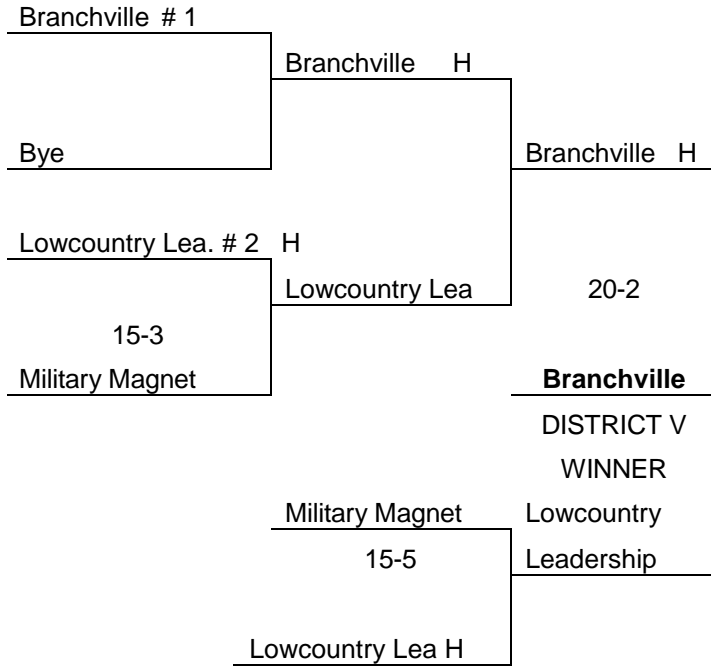 Branchville # 1
Branchville H
Bye
Branchville H
Lowcountry Lea. # 2 H
Lowcountry Lea
20-2
15-3
Military Magnet
Branchville
DISTRICT V
WINNER
Military Magnet
Lowcountry
15-5
Leadership
Lowcountry Lea H